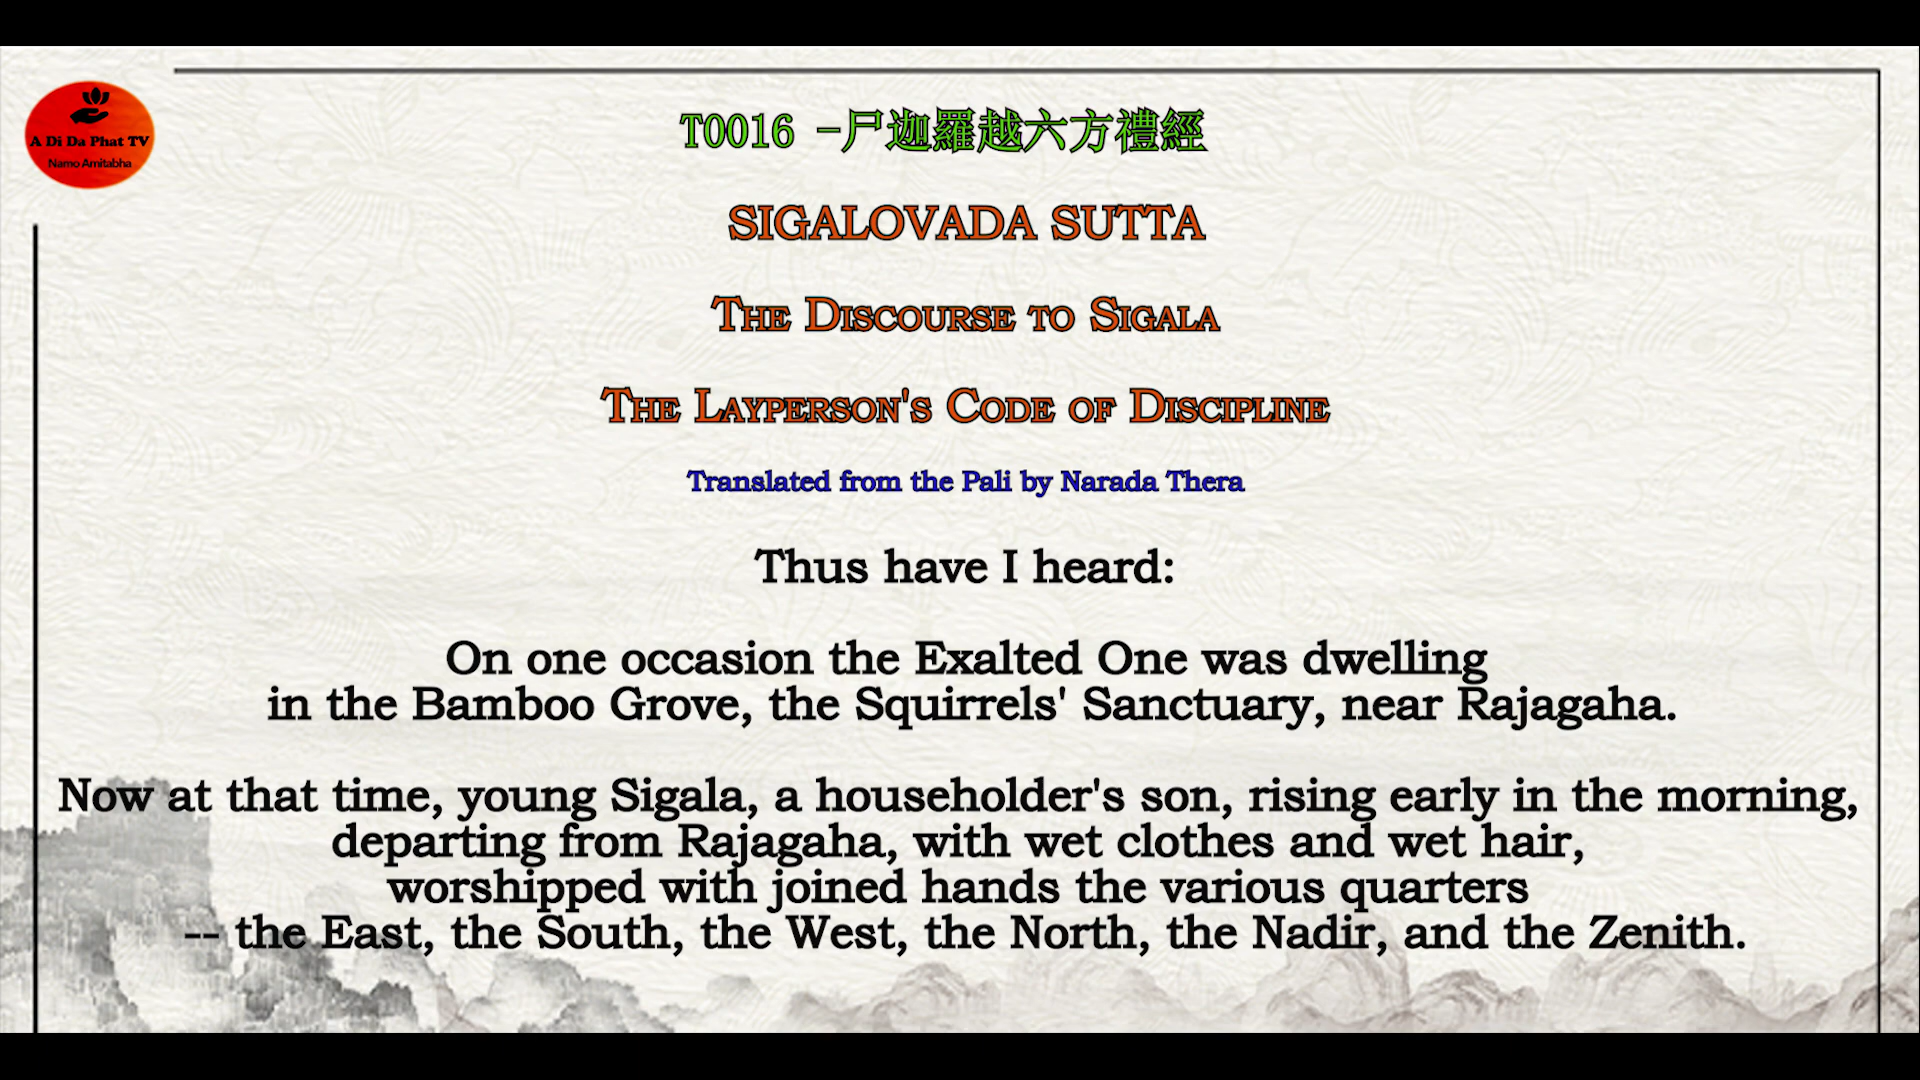 A Di Da Phat TV
Namo Amitabha
T0016 -尸迦羅越六方禮經
SIGALOVADA SUTTA
The Discourse to Sigala
The Layperson's Code of Discipline
Translated from the Pali by Narada Thera
Thus have I heard:
On one occasion the Exalted One was dwelling
in the Bamboo Grove, the Squirrels' Sanctuary, near Rajagaha.
Now at that time, young Sigala, a householder's son, rising early in the morning,
departing from Rajagaha, with wet clothes and wet hair,
worshipped with joined hands the various quarters
-- the East, the South, the West, the North, the Nadir, and the Zenith.